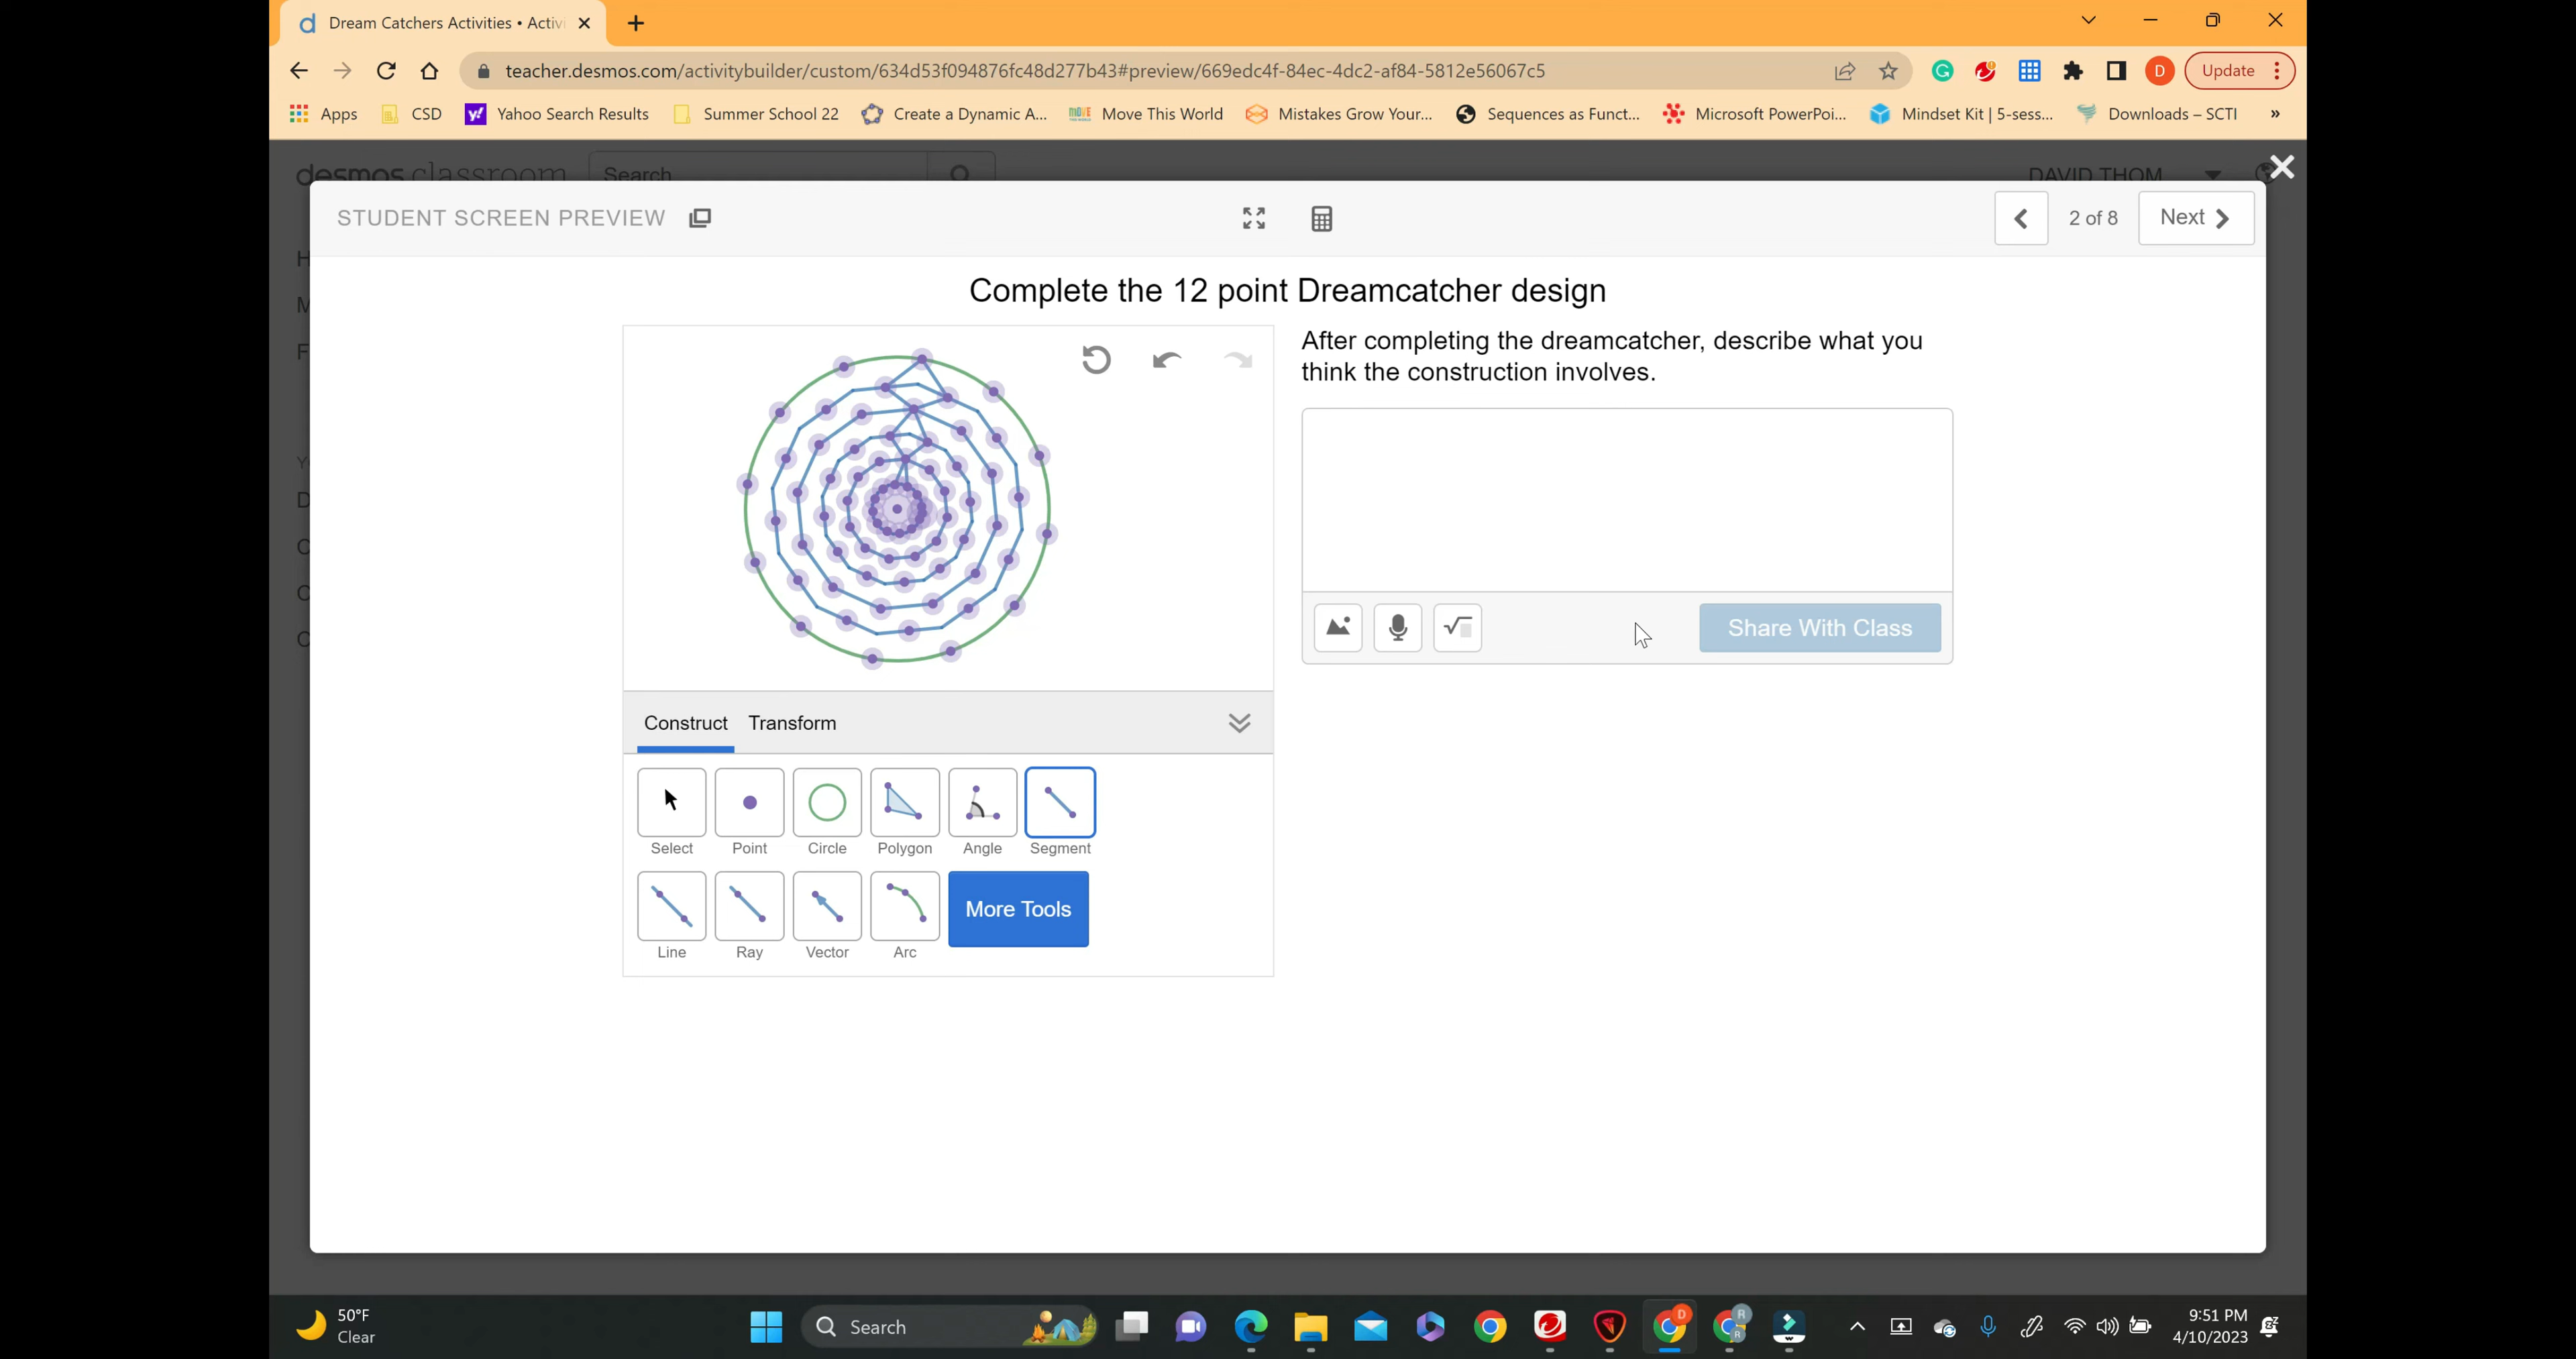 Dream Catchers Activities • Activi
teacher.desmos.com/activitybuilder/custom/634d53f094876fc48d277b43#preview/669edc4f-84ec-4dc2-af84-5812e56067c5
D
Update
Apps
CSD
Yahoo Search Results
Summer School 22
Create a Dynamic A...
Move This World
Mistakes Grow Your...
Sequences as Funct...
Microsoft PowerPoi...
Mindset Kit | 5-sess...
Downloads – SCTI
»
desmos classroom
Search
DAVID THOM
STUDENT SCREEN PREVIEW
2 of 8
Next
Complete the 12 point Dreamcatcher design
After completing the dreamcatcher, describe what you
think the construction involves.
Share With Class
Construct Transform
Select Point Circle Polygon Angle Segment
More Tools
Line Ray Vector Arc
50°F
Clear
Search
9:51 PM
4/10/2023